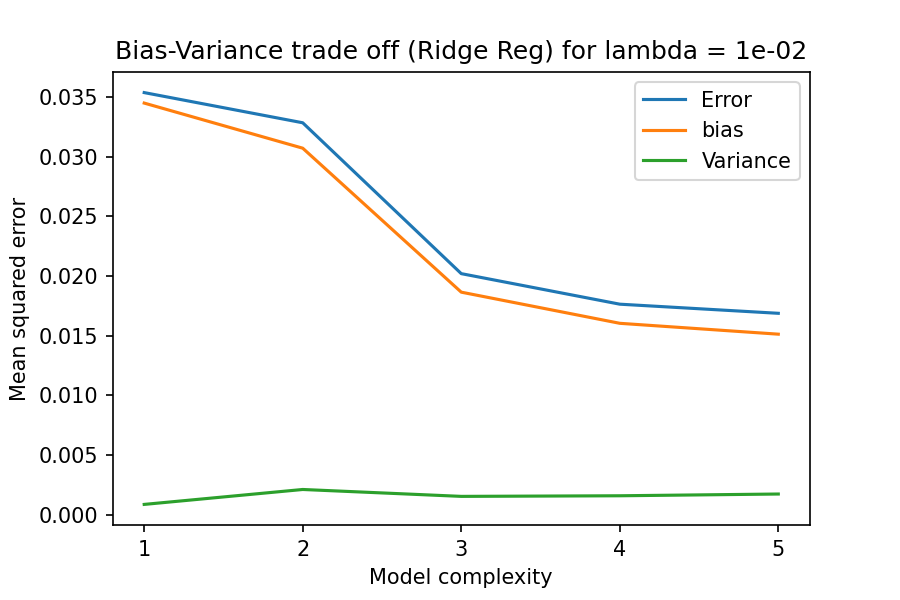 Bias-Variance trade off (Ridge Reg) for lambda = 1e-02
Error
bias
Variance
0.035
0.030
0.025
0.020
0.015
0.010
0.005
0.000
Mean squared error
1 2 3 4 5
Model complexity